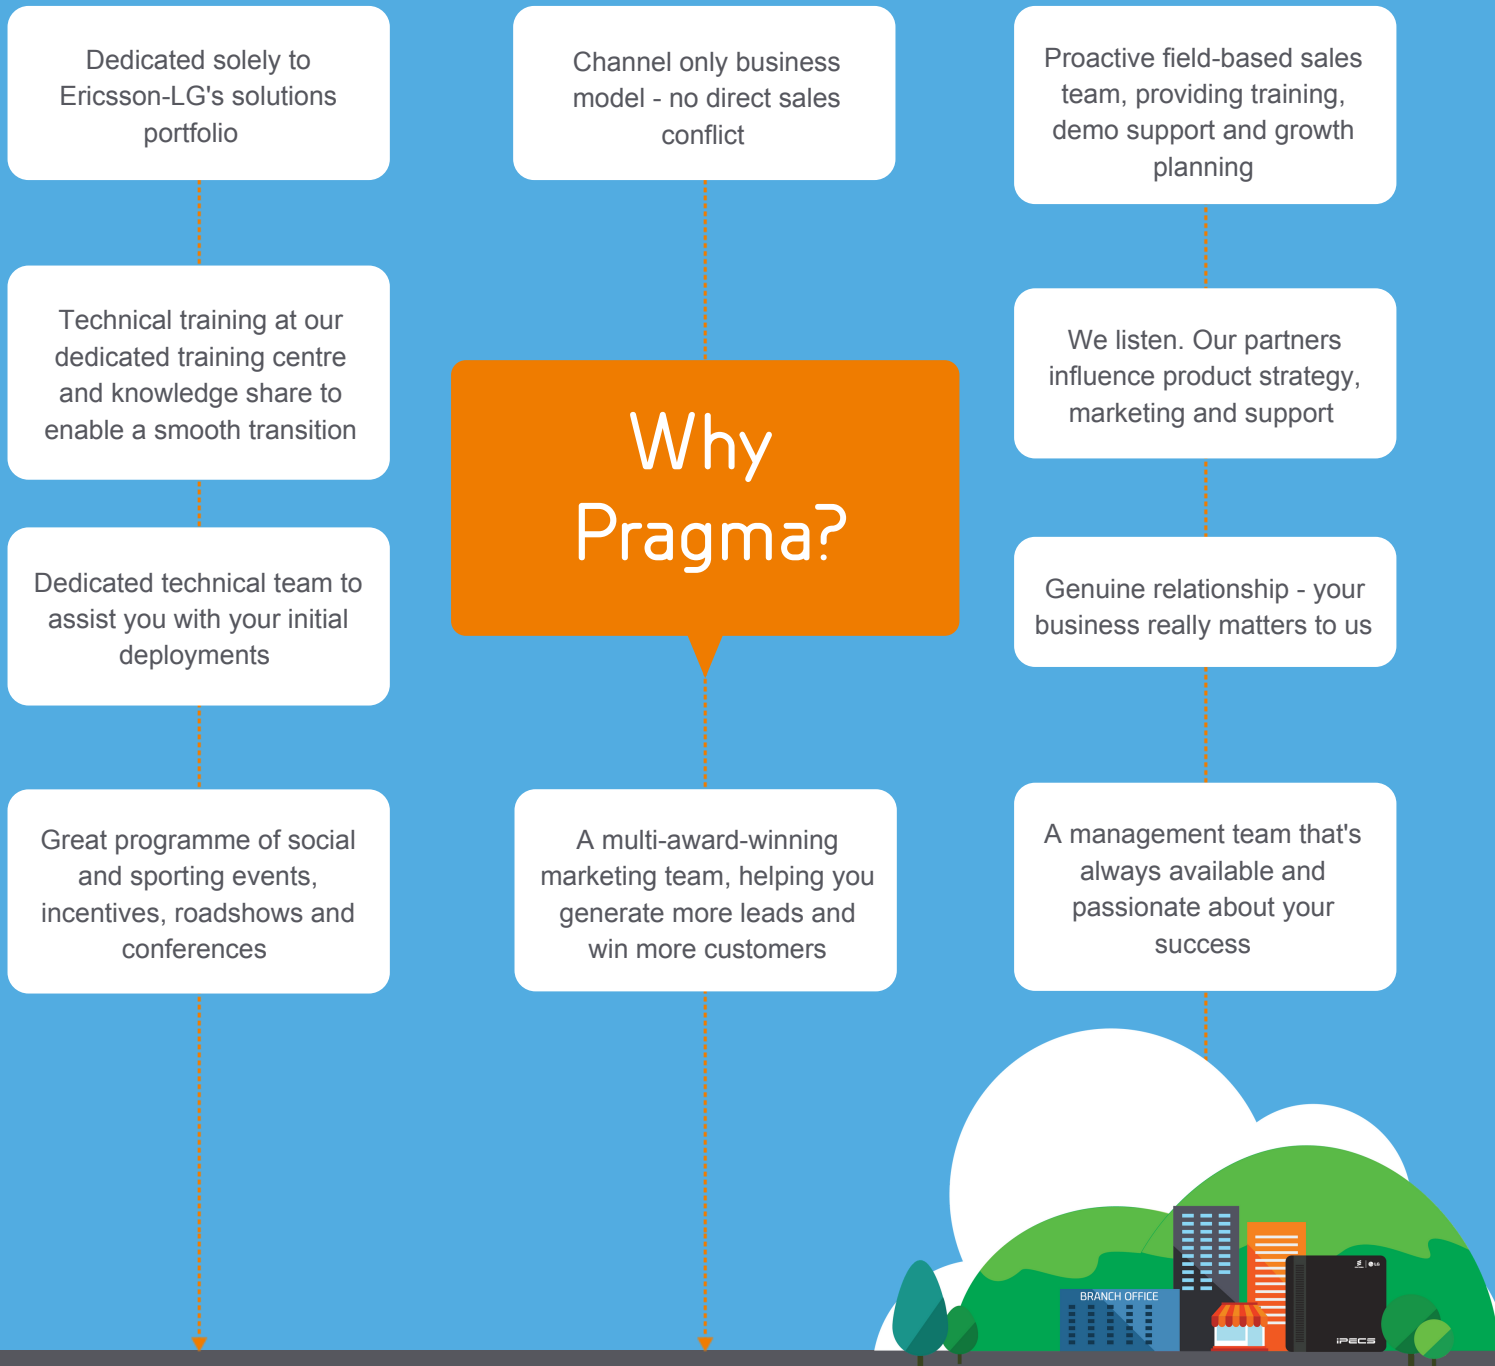 Dedicated solely to
Ericsson-LG's solutions
portfolio
Technical training at our
dedicated training centre
and knowledge share to
enable a smooth transition
Dedicated technical team to
assist you with your initial
deployments
Great programme of social
and sporting events,
incentives, roadshows and
conferences
Channel only business
model - no direct sales
conflict
Why
Pragma?
A multi-award-winning
marketing team, helping you
generate more leads and
win more customers
Proactive field-based sales
team, providing training,
demo support and growth
planning
We listen. Our partners
influence product strategy,
marketing and support
Genuine relationship - your
business really matters to us
A management team that's
always available and
passionate about your
success
BRANCH OFFICE
LG
iPECS